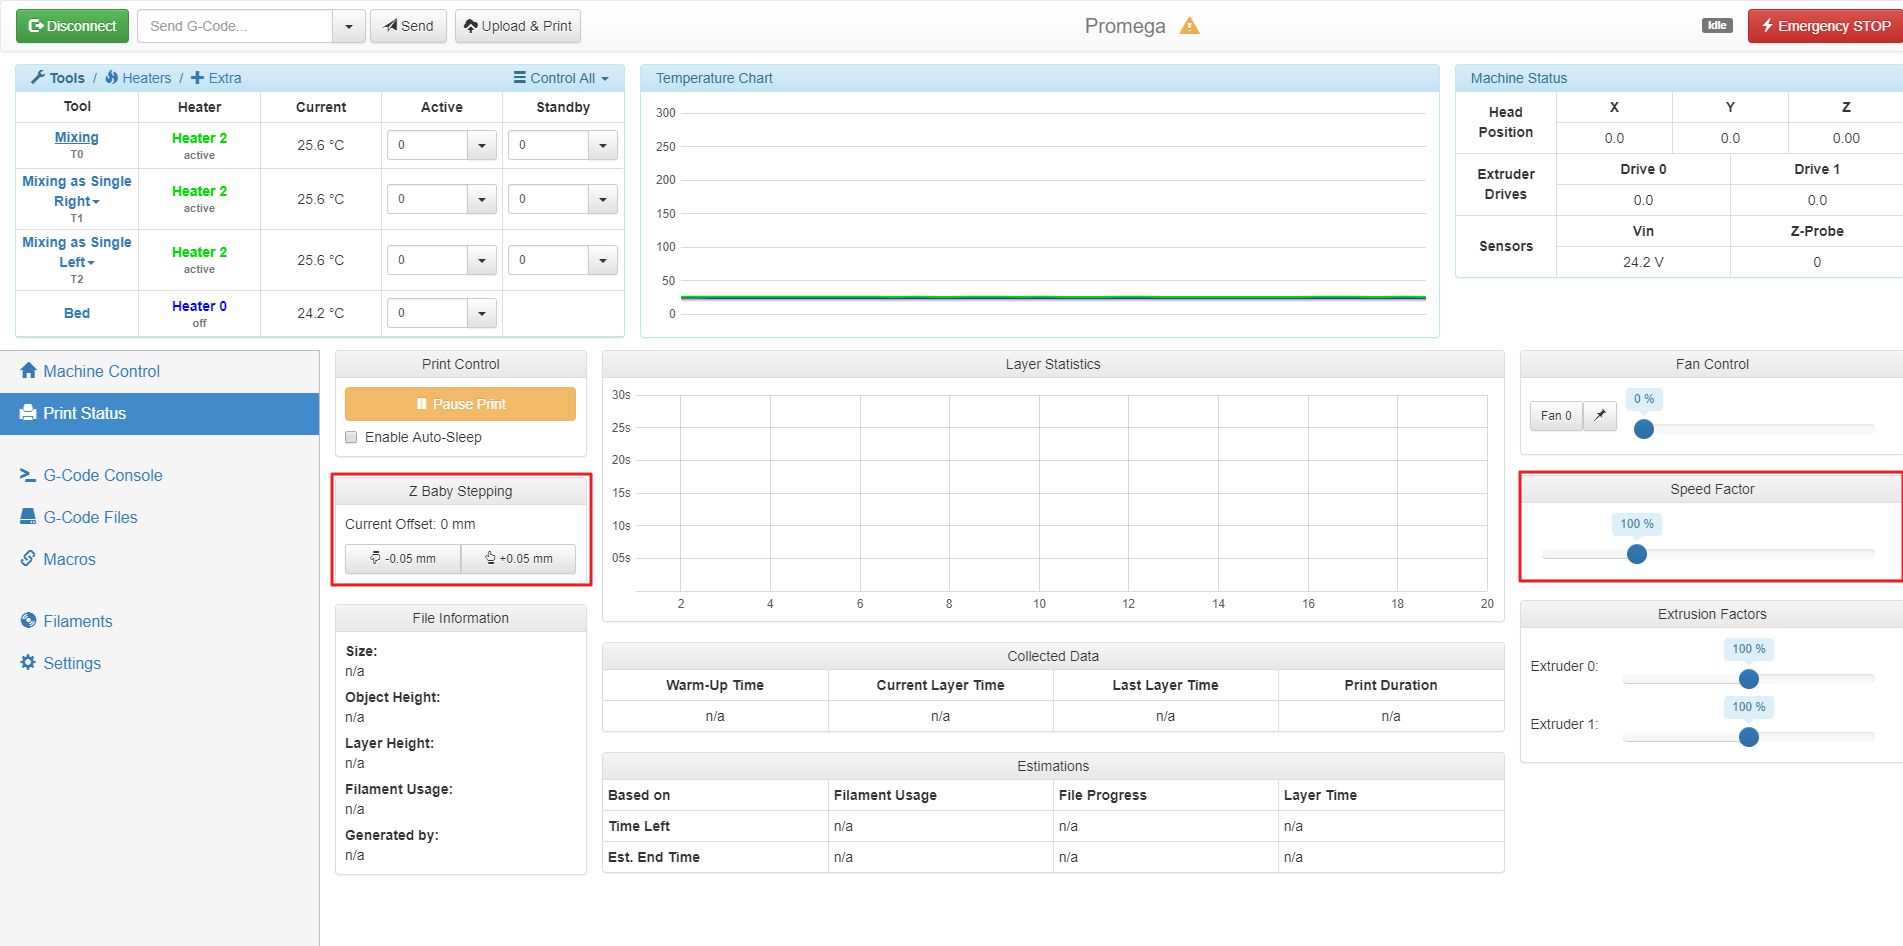 Disconnect
Send G-Code...
Send
Upload & Print
Promega
Idle
Emergency STOP
Tools / Heaters / Extra
Control All
Tool Heater Current Active Standby
Mixing
T0
Heater 2
active
25.6 °C
0
0
Mixing as Single
Right
T1
Heater 2
active
25.6 °C
0
0
Mixing as Single
Left
T2
Heater 2
active
25.6 °C
0
0
Bed
Heater 0
off
24.2 °C
0
Temperature Chart
300
250
200
150
100
50
0
Machine Status
Head
Position
X Y Z
0.0 0.0 0.00
Extruder
Drives
Drive 0 Drive 1
0.0 0.0
Sensors
Vin Z-Probe
24.2 V 0
Machine Control
Print Status
G-Code Console
G-Code Files
Macros
Filaments
Settings
Print Control
Pause Print
Enable Auto-Sleep
Z Baby Stepping
Current Offset: 0 mm
-0.05 mm
+0.05 mm
File Information
Size:
n/a
Object Height:
n/a
Layer Height:
n/a
Filament Usage:
n/a
Generated by:
n/a
Layer Statistics
30s
25s
20s
15s
10s
05s
2 4 6 8 10 12 14 16 18 20
Collected Data
Warm-Up Time Current Layer Time Last Layer Time Print Duration
n/a n/a n/a n/a
Estimations
Based on Filament Usage File Progress Layer Time
Time Left n/a n/a n/a
Est. End Time n/a n/a n/a
Fan Control
Fan 0
0 %
Speed Factor
100 %
Extrusion Factors
100 %
Extruder 0:
100 %
Extruder 1: